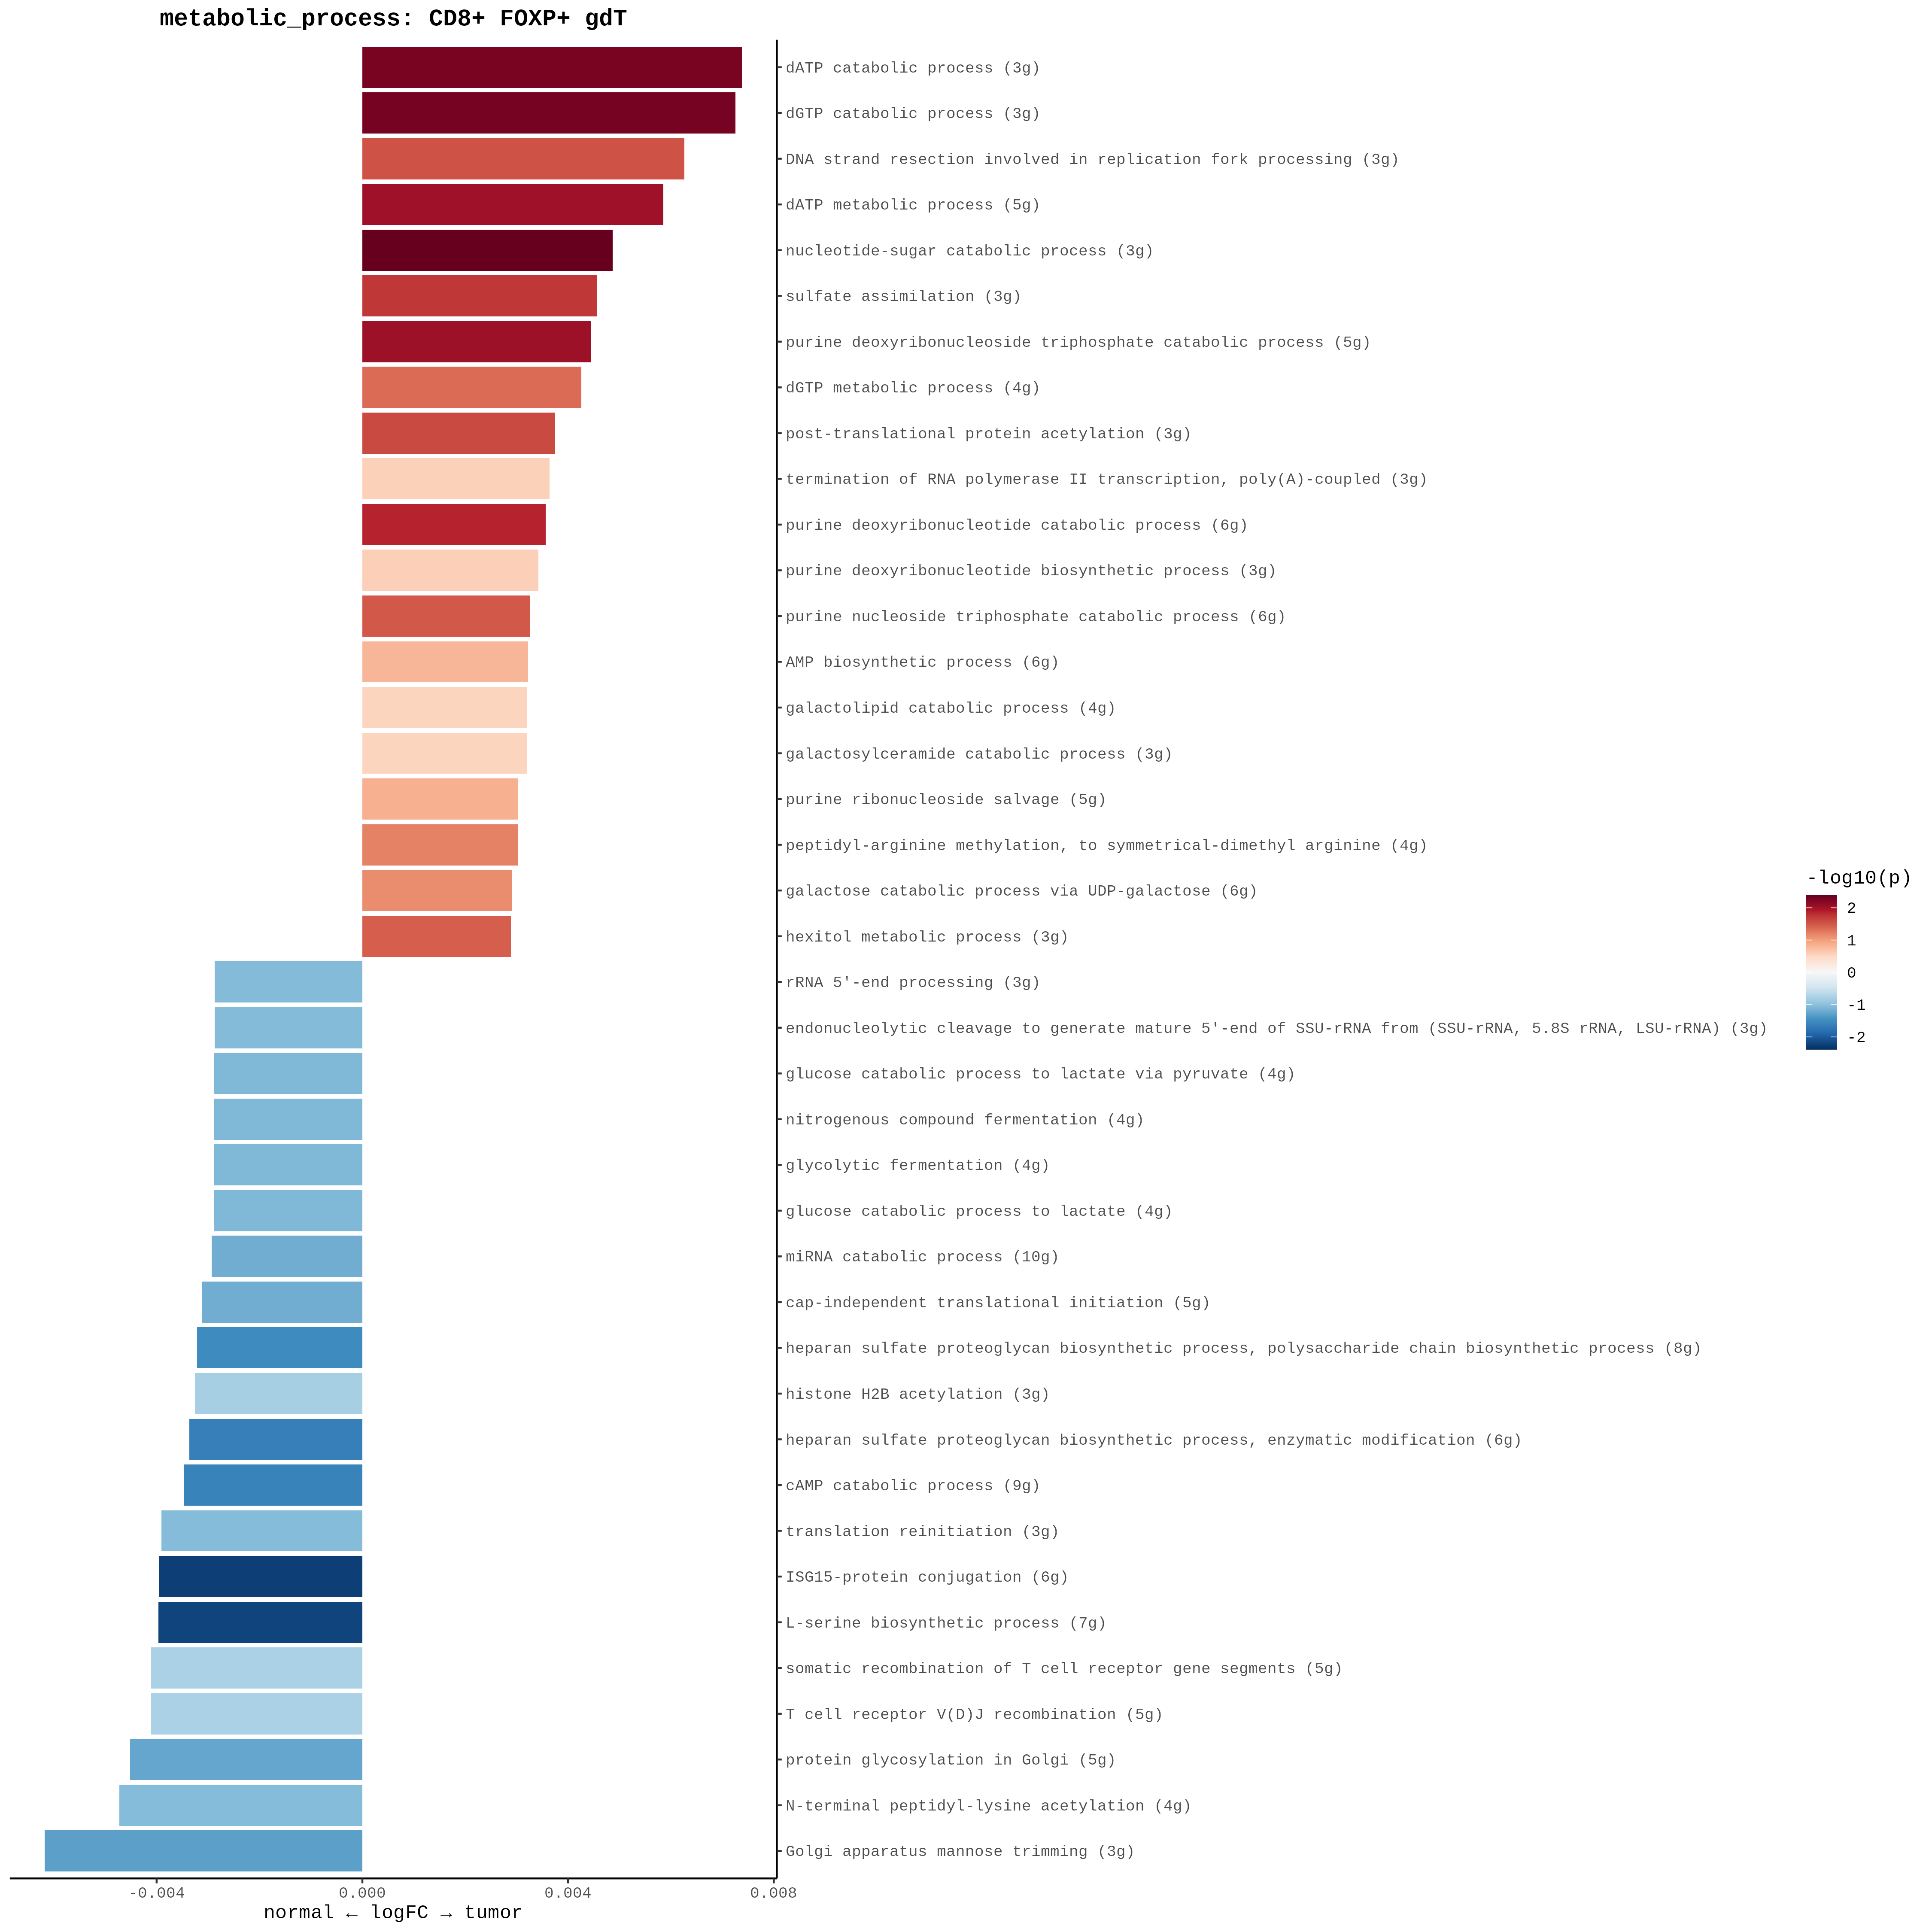 metabolic_process: CD8+ FOXP+ gdT
dATP catabolic process (3g)
dGTP catabolic process (3g)
DNA strand resection involved in replication fork processing (3g)
dATP metabolic process (5g)
nucleotide-sugar catabolic process (3g)
sulfate assimilation (3g)
purine deoxyribonucleoside triphosphate catabolic process (5g)
dGTP metabolic process (4g)
post-translational protein acetylation (3g)
termination of RNA polymerase II transcription, poly(A)-coupled (3g)
purine deoxyribonucleotide catabolic process (6g)
purine deoxyribonucleotide biosynthetic process (3g)
purine nucleoside triphosphate catabolic process (6g)
AMP biosynthetic process (6g)
galactolipid catabolic process (4g)
galactosylceramide catabolic process (3g)
purine ribonucleoside salvage (5g)
peptidyl-arginine methylation, to symmetrical-dimethyl arginine (4g)
galactose catabolic process via UDP-galactose (6g)
hexitol metabolic process (3g)
rRNA 5'-end processing (3g)
endonucleolytic cleavage to generate mature 5'-end of SSU-rRNA from (SSU-rRNA, 5.8S rRNA, LSU-rRNA) (3g)
glucose catabolic process to lactate via pyruvate (4g)
nitrogenous compound fermentation (4g)
glycolytic fermentation (4g)
glucose catabolic process to lactate (4g)
miRNA catabolic process (10g)
cap-independent translational initiation (5g)
heparan sulfate proteoglycan biosynthetic process, polysaccharide chain biosynthetic process (8g)
histone H2B acetylation (3g)
heparan sulfate proteoglycan biosynthetic process, enzymatic modification (6g)
cAMP catabolic process (9g)
translation reinitiation (3g)
ISG15-protein conjugation (6g)
L-serine biosynthetic process (7g)
somatic recombination of T cell receptor gene segments (5g)
T cell receptor V(D)J recombination (5g)
protein glycosylation in Golgi (5g)
N-terminal peptidyl-lysine acetylation (4g)
Golgi apparatus mannose trimming (3g)
-0.004 0.000 0.004 0.008
normal ← logFC → tumor
-log10(p)
2
1
0
-1
-2